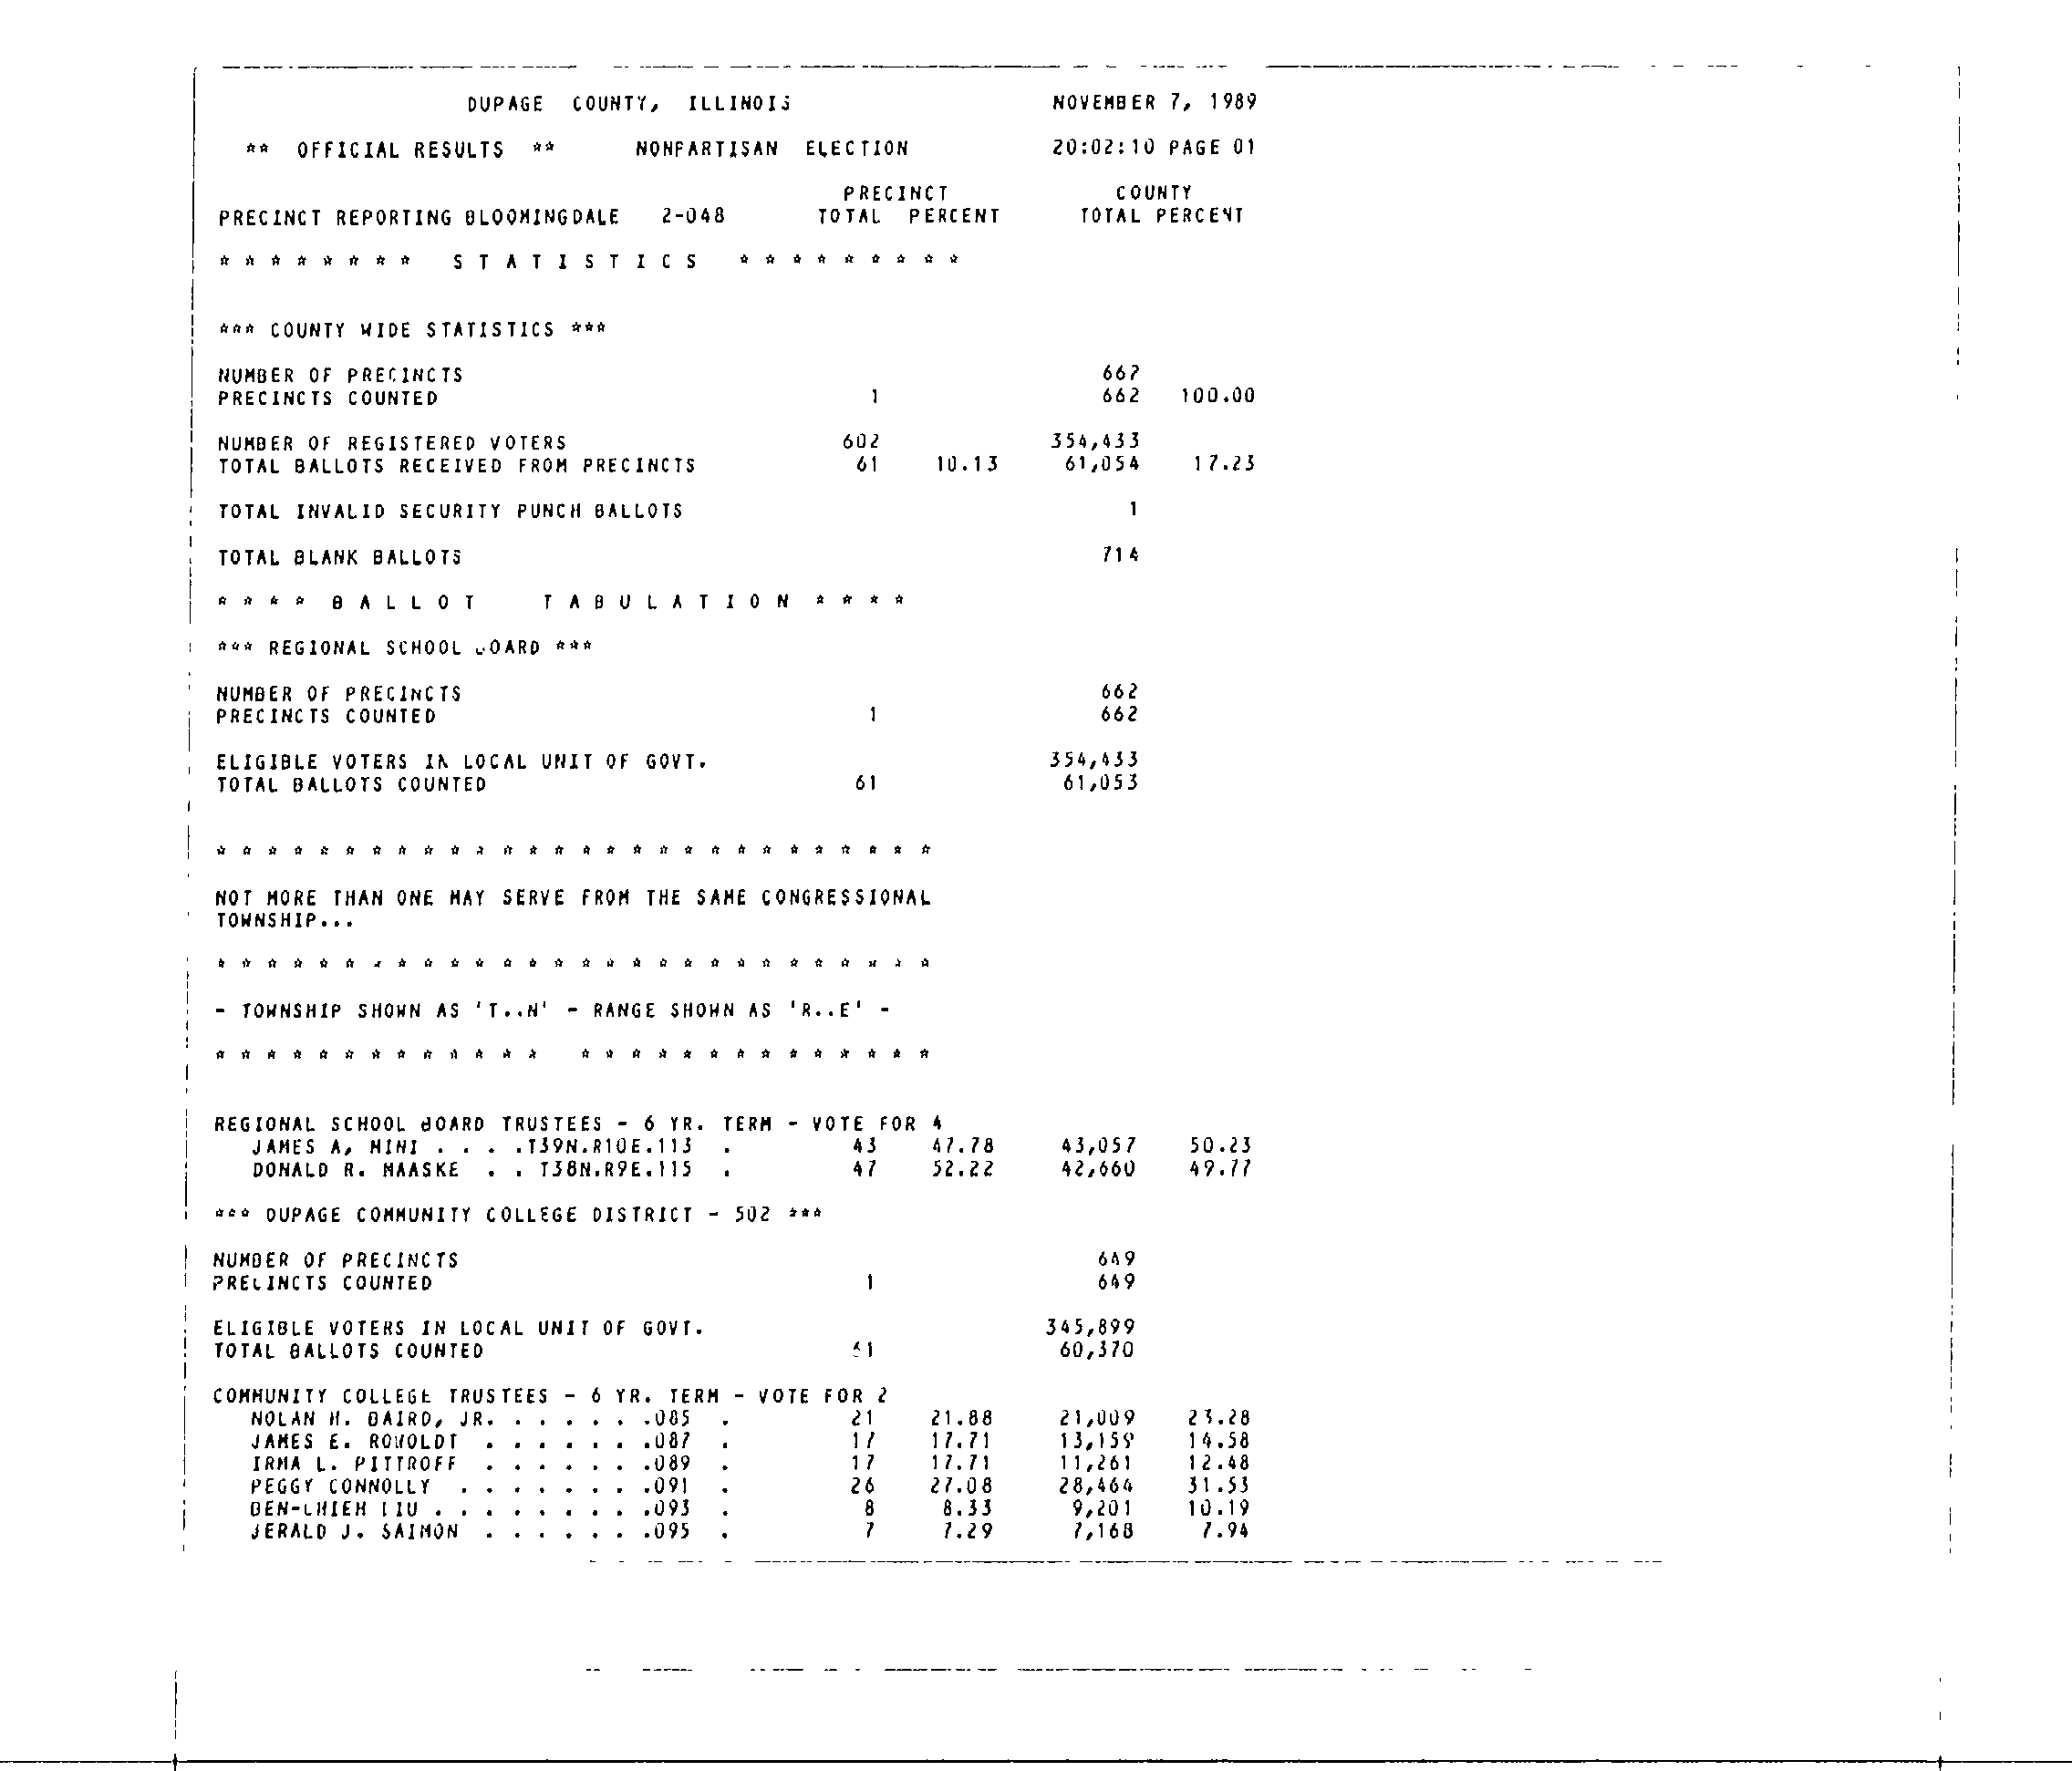 DUPAGE COUNTY, ILLINOIS NOVEMBER 7, 1989
** OFFICIAL RESULTS ** NONPARTISAN ELECTION 20:02:10 PAGE 01
PRECINCT COUNTY
PRECINCT REPORTING BLOOMINGDALE 2-048 TOTAL PERCENT TOTAL PERCENT
* * * * * * * * S T A T I S T I C S * * * * * * * * *
*** COUNTY WIDE STATISTICS ***
NUMBER OF PRECINCTS 662
PRECINCTS COUNTED 1 662 100.00
NUMBER OF REGISTERED VOTERS 602 354,433
TOTAL BALLOTS RECEIVED FROM PRECINCTS 61 10.13 61,054 17.23
TOTAL INVALID SECURITY PUNCH BALLOTS 1
TOTAL BLANK BALLOTS 714
* * * * B A L L O T T A B U L A T I O N * * * *
*** REGIONAL SCHOOL BOARD ***
NUMBER OF PRECINCTS 662
PRECINCTS COUNTED 1 662
ELIGIBLE VOTERS IN LOCAL UNIT OF GOVT. 354,433
TOTAL BALLOTS COUNTED 61 61,053
* * * * * * * * * * * * * * * * * * * * * * * * * * * *
NOT MORE THAN ONE MAY SERVE FROM THE SAME CONGRESSIONAL
TOWNSHIP...
* * * * * * * * * * * * * * * * * * * * * * * * * * * *
- TOWNSHIP SHOWN AS 'T..N' - RANGE SHOWN AS 'R..E' -
* * * * * * * * * * * * * * * * * * * * * * * * * * *
REGIONAL SCHOOL BOARD TRUSTEES - 6 YR. TERM - VOTE FOR 4
JAMES A, MINI . . . .T39N.R10E.113 . 43 47.78 43,057 50.23
DONALD R. MAASKE . . T38N.R9E.115 . 47 52.22 42,660 49.77
*** DUPAGE COMMUNITY COLLEGE DISTRICT - 502 ***
NUMBER OF PRECINCTS 649
PRECINCTS COUNTED 1 649
ELIGIBLE VOTERS IN LOCAL UNIT OF GOVT. 345,899
TOTAL BALLOTS COUNTED 61 60,370
COMMUNITY COLLEGE TRUSTEES - 6 YR. TERM - VOTE FOR 2
NOLAN H. BAIRD, JR. . . . . . .085 . 21 21.88 21,009 23.28
JAMES E. ROWOLDT . . . . . . .087 . 17 17.71 13,159 14.58
IRMA L. PITTROFF . . . . . . .089 . 17 17.71 11,261 12.48
PEGGY CONNOLLY . . . . . . . .091 . 26 27.08 28,464 31.53
BEN-CHIEH LIU . . . . . . . . .093 . 8 8.33 9,201 10.19
JERALD J. SAIMON . . . . . . .095 . 7 7.29 7,168 7.94